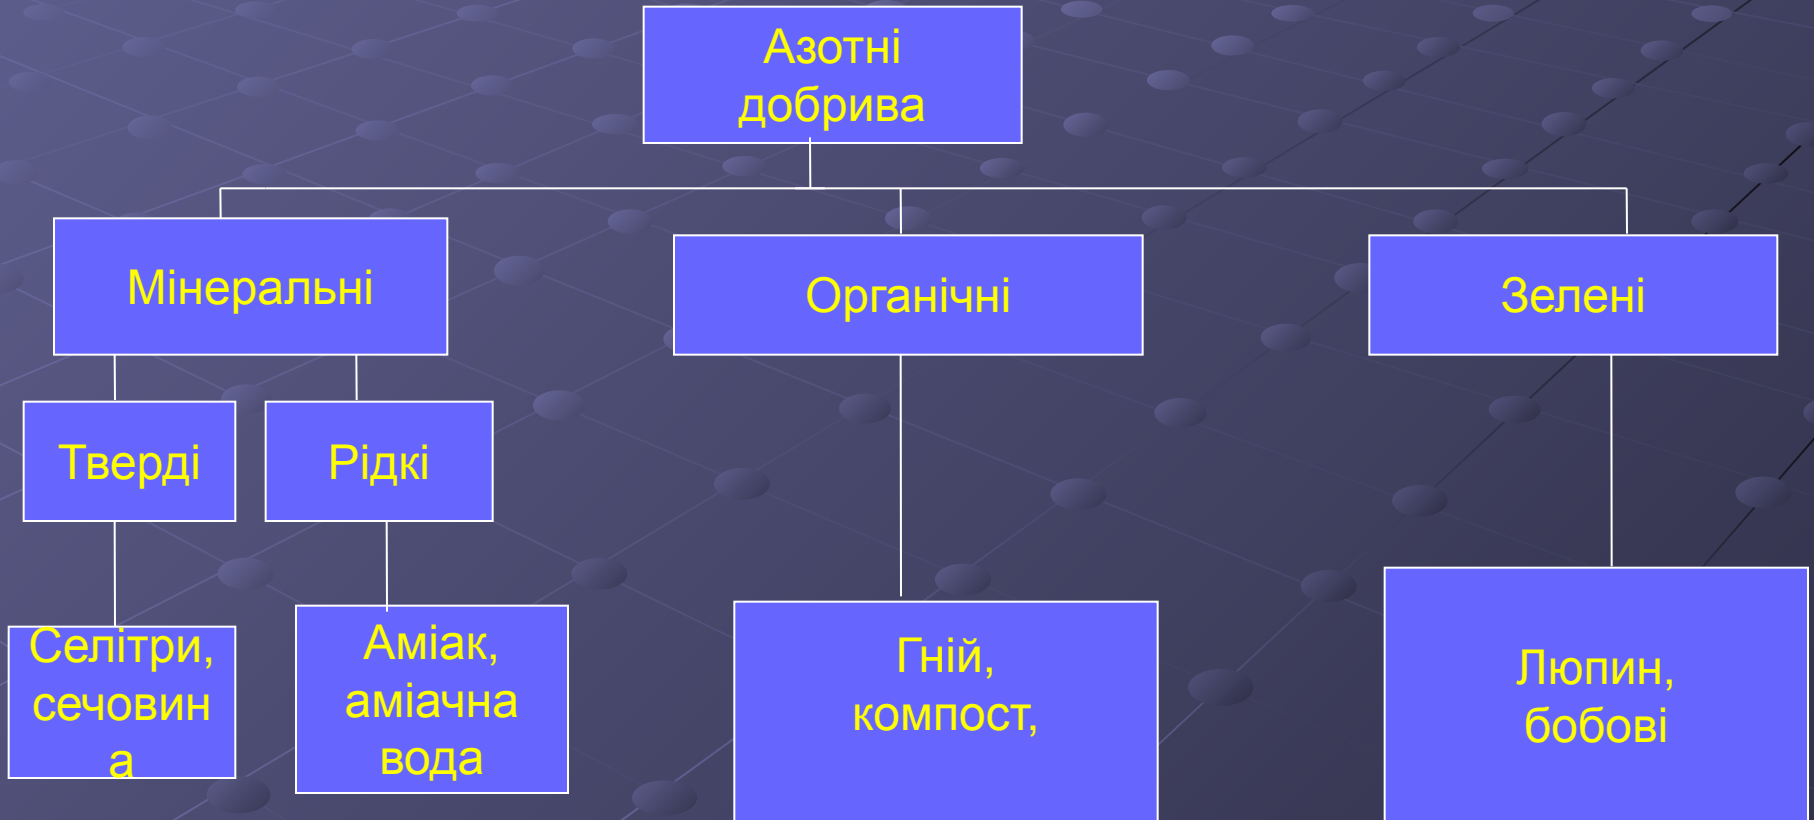 Азотні
добрива
Мінеральні
Органічні
Зелені
Тверді
Рідкі
Селітри,
сечовин
а
Аміак,
аміачна
вода
Гній,
компост,
Люпин,
бобові